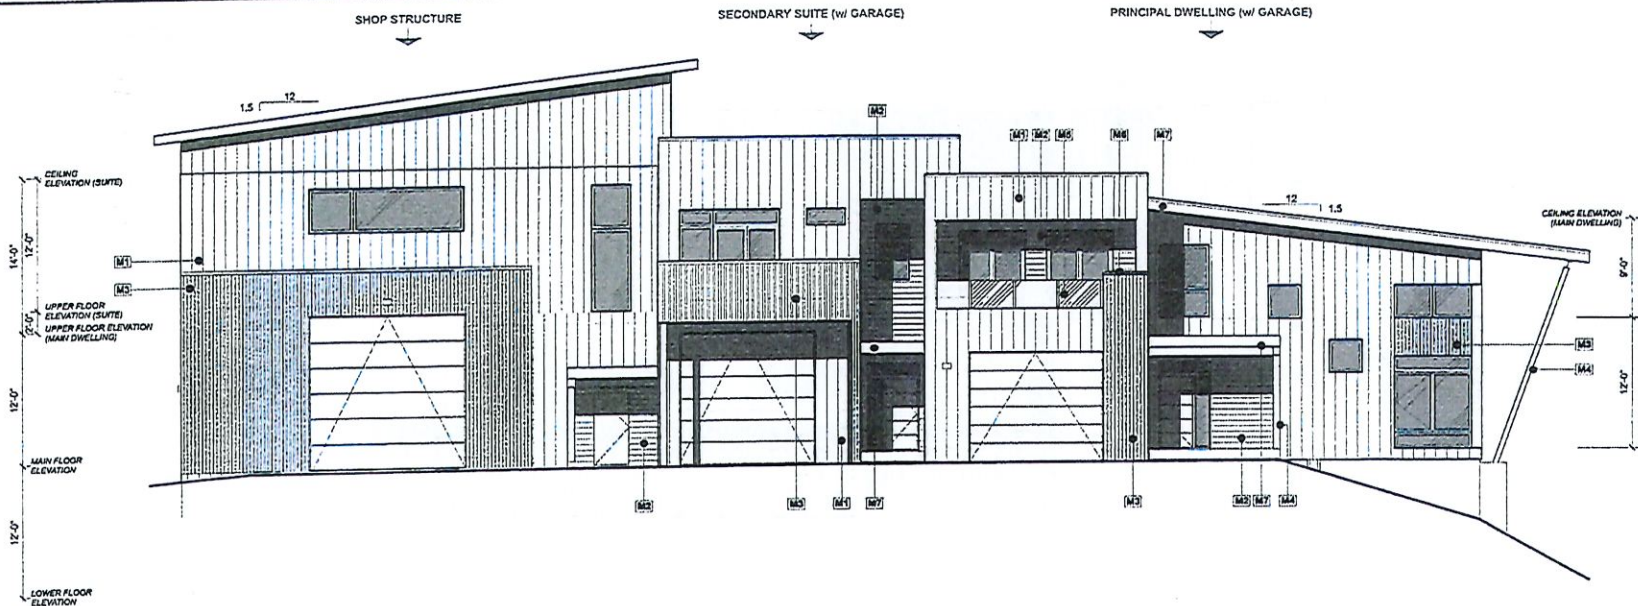 SHOP STRUCTURE
SECONDARY SUITE (w/ GARAGE)
PRINCIPAL DWELLING (w/ GARAGE)
12
1.5
M2
M1
M2
M5
M6
M7
12
1.5
CEILING
ELEVATION (SUITE)
CEILING ELEVATION
(MAIN DWELLING)
14'-0"
12'-0"
M1
M3
9'-0"
UPPER FLOOR
ELEVATION (SUITE)
2'-0"
UPPER FLOOR ELEVATION
(MAIN DWELLING)
M3
M4
12'-0"
12'-0"
MAIN FLOOR
ELEVATION
M2
M3
M1
M7
M3
M2
M7
M4
12'-0"
LOWER FLOOR
ELEVATION